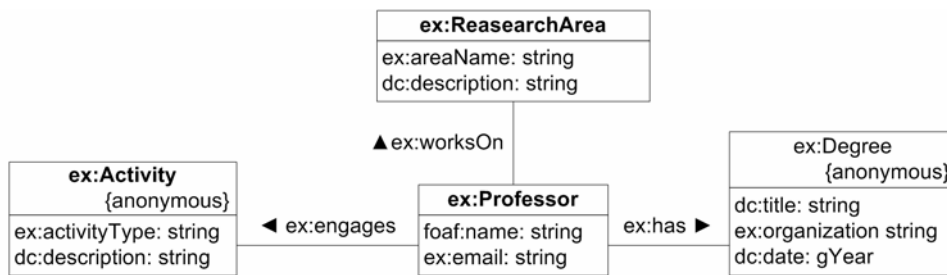 ex:ReasearchArea
ex:areaName: string
dc:description: string
▲ex:worksOn
ex:Activity
{anonymous}
ex:activityType: string
dc:description: string
◄ ex:engages
ex:Professor
foaf:name: string
ex:email: string
ex:has ►
ex:Degree
{anonymous}
dc:title: string
ex:organization string
dc:date: gYear